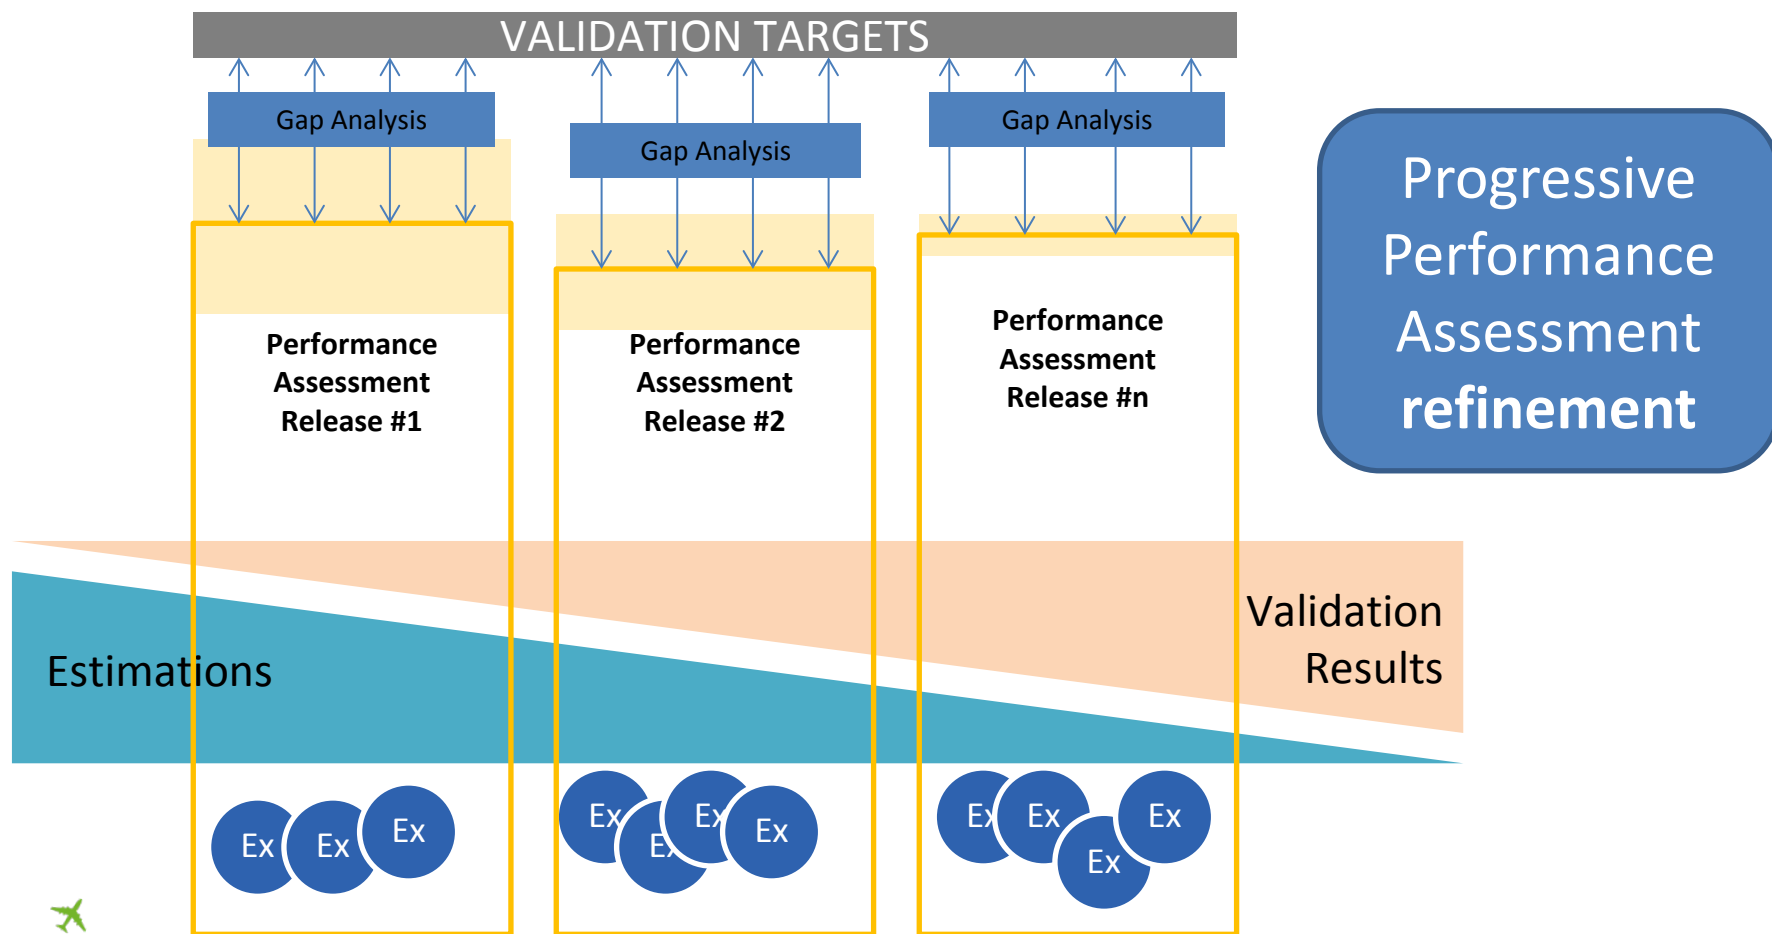 VALIDATION TARGETS
Gap Analysis
Gap Analysis
Gap Analysis
Performance
Assessment
Release #1
Performance
Assessment
Release #2
Performance
Assessment
Release #n
Progressive
Performance
Assessment
refinement
Estimations
Validation
Results
Ex
Ex
Ex
Ex
Ex
Ex
Ex
Ex
Ex
Ex
Ex